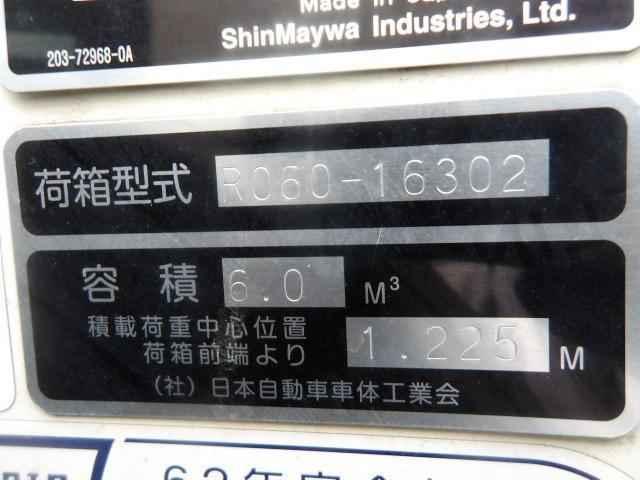 Made in
ShinMaywa Industries, Ltd.
203-72968-0A
荷箱型式 R060-16302
容積 6.0 M³
積載荷重中心位置
荷箱前端より 1.225 M
(社)日本自動車車体工業会